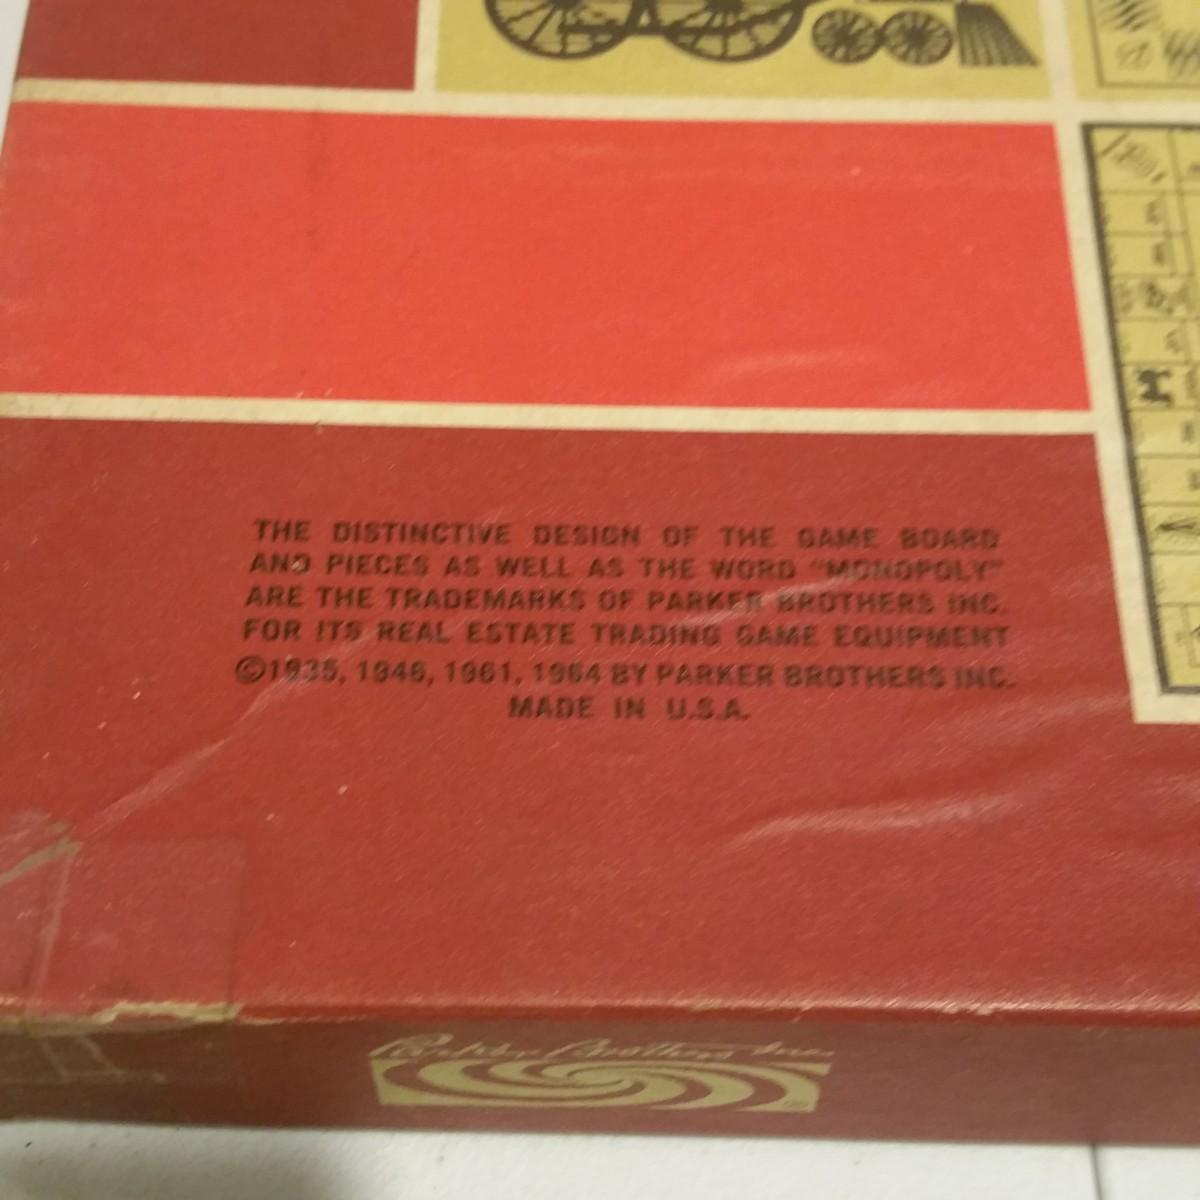 THE DISTINCTIVE DESIGN OF THE GAME BOARD
AND PIECES AS WELL AS THE WORD "MONOPOLY"
ARE THE TRADEMARKS OF PARKER BROTHERS INC.
FOR ITS REAL ESTATE TRADING GAME EQUIPMENT
©1935, 1946, 1961, 1964 BY PARKER BROTHERS INC.
MADE IN U.S.A.
Parker Brothers Inc.